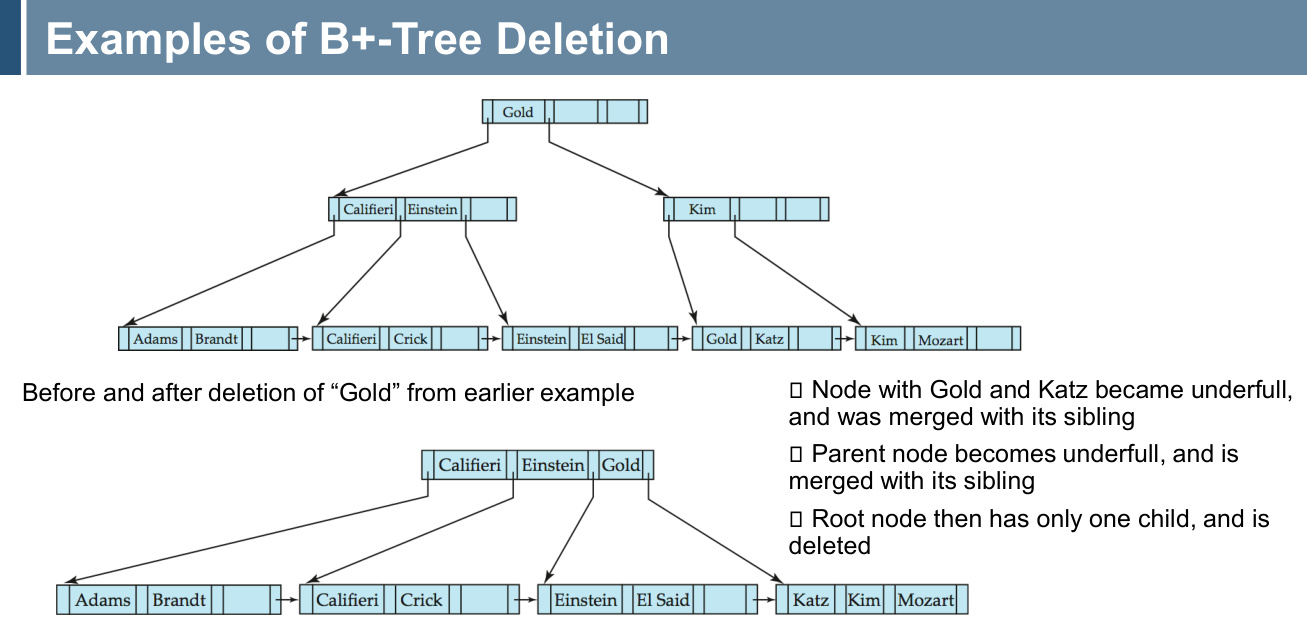 Examples of B+-Tree Deletion
Gold
Califieri Einstein
Kim
Adams Brandt
Califieri Crick
Einstein El Said
Gold Katz
Kim Mozart
Before and after deletion of “Gold” from earlier example
▯ Node with Gold and Katz became underfull,
and was merged with its sibling
▯ Parent node becomes underfull, and is
merged with its sibling
▯ Root node then has only one child, and is
deleted
Califieri Einstein Gold
Adams Brandt
Califieri Crick
Einstein El Said
Katz Kim Mozart